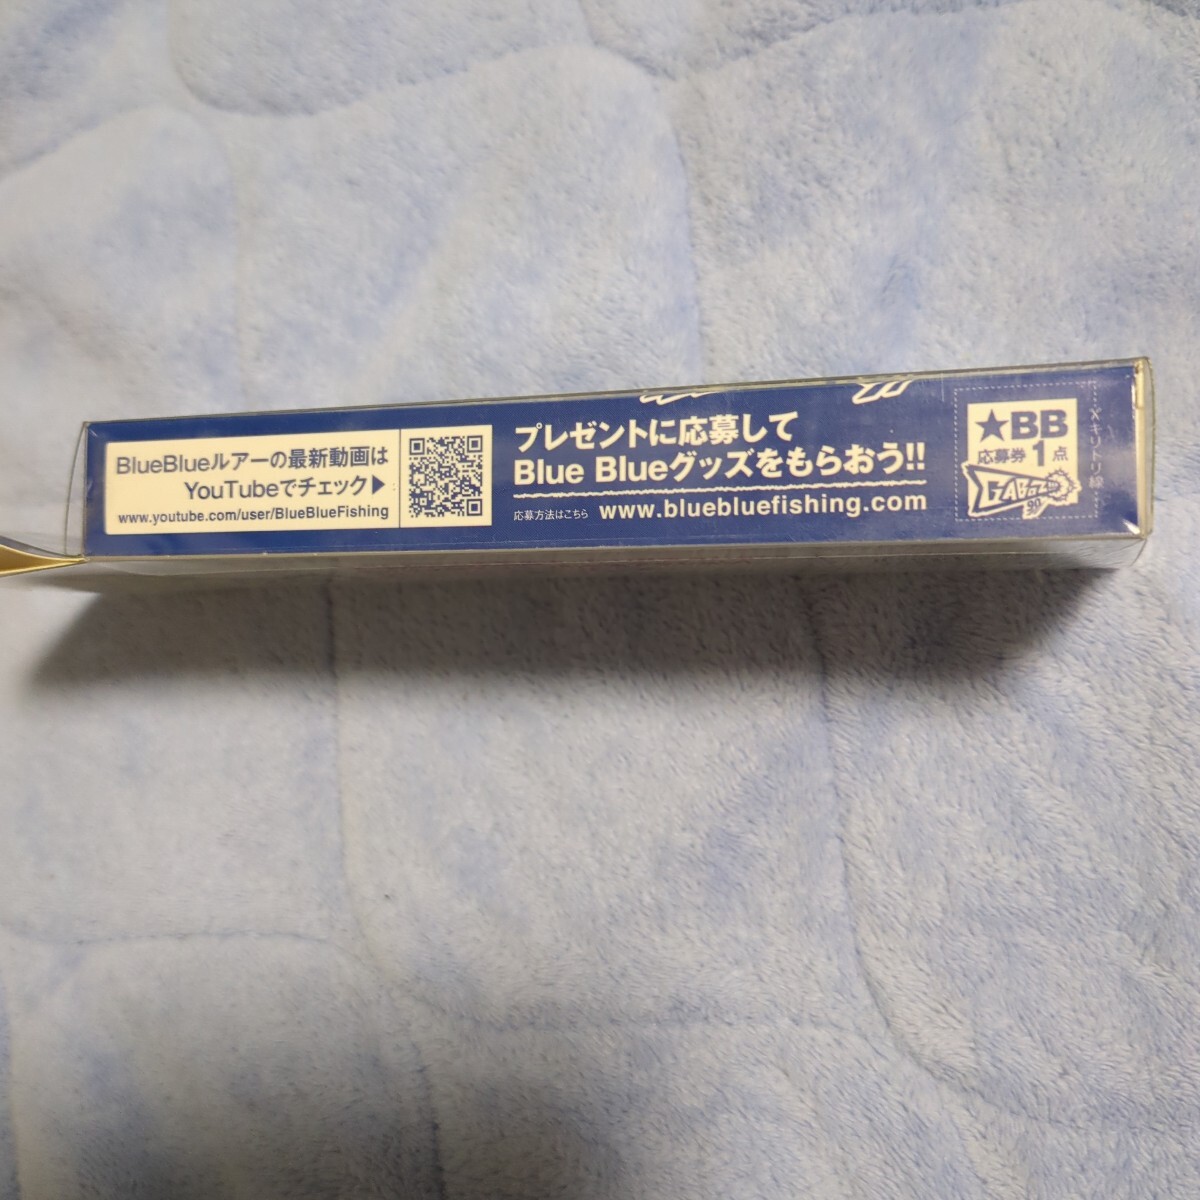 BlueBlueルアーの最新動画は
YouTubeでチェック▶
www.youtube.com/user/BlueBlueFishing
プレゼントに応募して
Blue Blueグッズをもらおう!!
応募方法はこちら www.bluebluefishing.com
★BB
応募券1点
GABOZ
90
キリトリ線